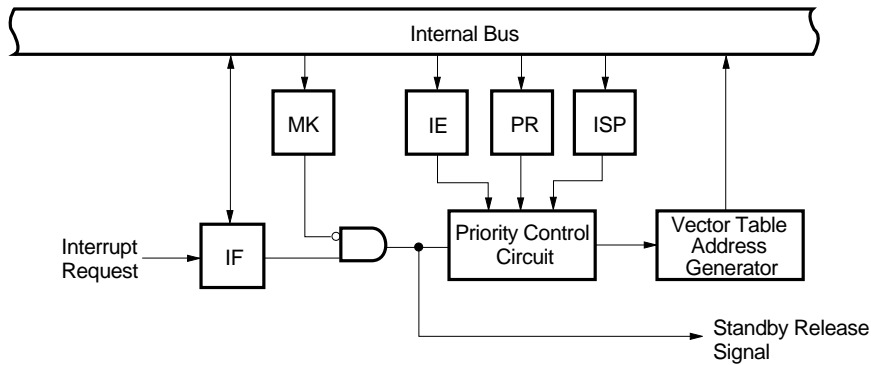 Internal Bus
MK
IE
PR
ISP
Interrupt
Request
IF
Priority Control
Circuit
Vector Table
Address
Generator
Standby Release
Signal